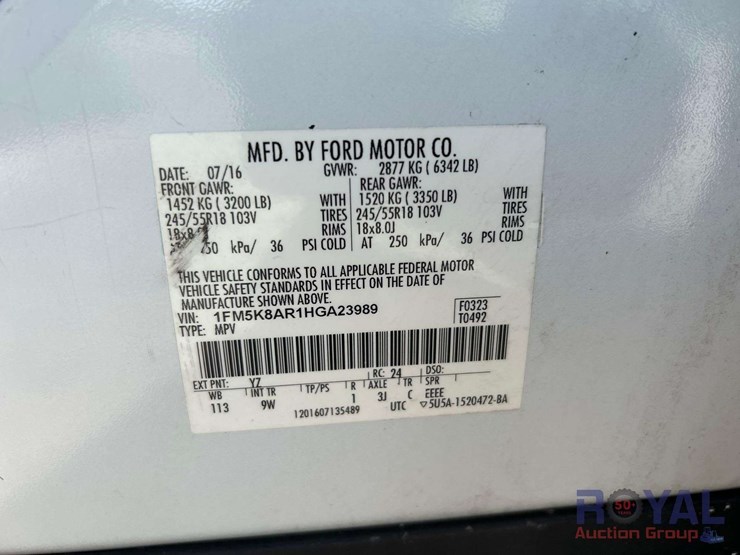 MFD. BY FORD MOTOR CO.
DATE: 07/16 GVWR: 2877 KG ( 6342 LB)
FRONT GAWR: REAR GAWR:
1452 KG ( 3200 LB) WITH 1520 KG ( 3350 LB) WITH
245/55R18 103V TIRES 245/55R18 103V TIRES
18x8.0J RIMS 18x8.0J RIMS
250 kPa/ 36 PSI COLD AT 250 kPa/ 36 PSI COLD
THIS VEHICLE CONFORMS TO ALL APPLICABLE FEDERAL MOTOR
VEHICLE SAFETY STANDARDS IN EFFECT ON THE DATE OF
MANUFACTURE SHOWN ABOVE.
VIN: 1FM5K8AR1HGA23989 F0323
TYPE: MPV T0492
EXT PNT: YZ RC: 24 DSO:
WB INT TR TP/PS R AXLE TR SPR
113 9W 1 3J C EEEE
1201607135489 UTC ▽5U5A-1520472-BA
ROYAL
50+
Auction Group